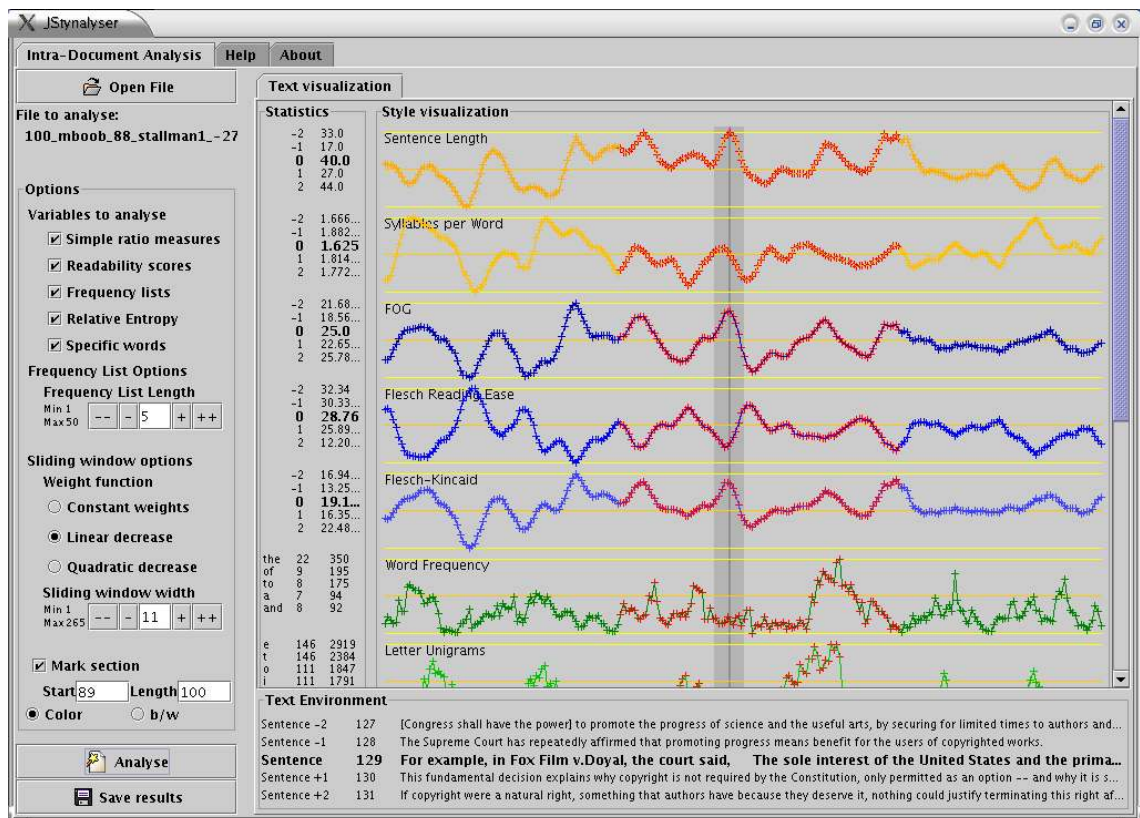 JStynalyser
Intra-Document Analysis Help About
Open File
File to analyse:
100_mboob_88_stallman1_-27
Options
Variables to analyse
Simple ratio measures
Readability scores
Frequency lists
Relative Entropy
Specific words
Frequency List Options
Frequency List Length
Min 1
Max 50
-- - 5 + ++
Sliding window options
Weight function
Constant weights
Linear decrease
Quadratic decrease
Sliding window width
Min 1
Max 265
-- - 11 + ++
Mark section
Start 89 Length 100
Color b/w
Analyse
Save results
Text visualization
Statistics
-2 33.0
-1 17.0
0 40.0
1 27.0
2 44.0
-2 1.666...
-1 1.882...
0 1.625
1 1.814...
2 1.772...
-2 21.68...
-1 18.56...
0 25.0
1 22.65...
2 25.78...
-2 32.34
-1 30.33...
0 28.76
1 25.89...
2 12.20...
-2 16.94...
-1 13.25...
0 19.1...
1 16.35...
2 22.48...
the 22 350
of 9 195
to 8 175
a 7 94
and 8 92
e 146 2919
t 146 2384
o 111 1847
i 111 1791
Style visualization
Sentence Length
Syllables per Word
FOG
Flesch Reading Ease
Flesch-Kincaid
Word Frequency
Letter Unigrams
Text Environment
Sentence -2 127 [Congress shall have the power] to promote the progress of science and the useful arts, by securing for limited times to authors and...
Sentence -1 128 The Supreme Court has repeatedly affirmed that promoting progress means benefit for the users of copyrighted works.
Sentence 129 For example, in Fox Film v.Doyal, the court said, The sole interest of the United States and the prima...
Sentence +1 130 This fundamental decision explains why copyright is not required by the Constitution, only permitted as an option -- and why it is s...
Sentence +2 131 If copyright were a natural right, something that authors have because they deserve it, nothing could justify terminating this right af...